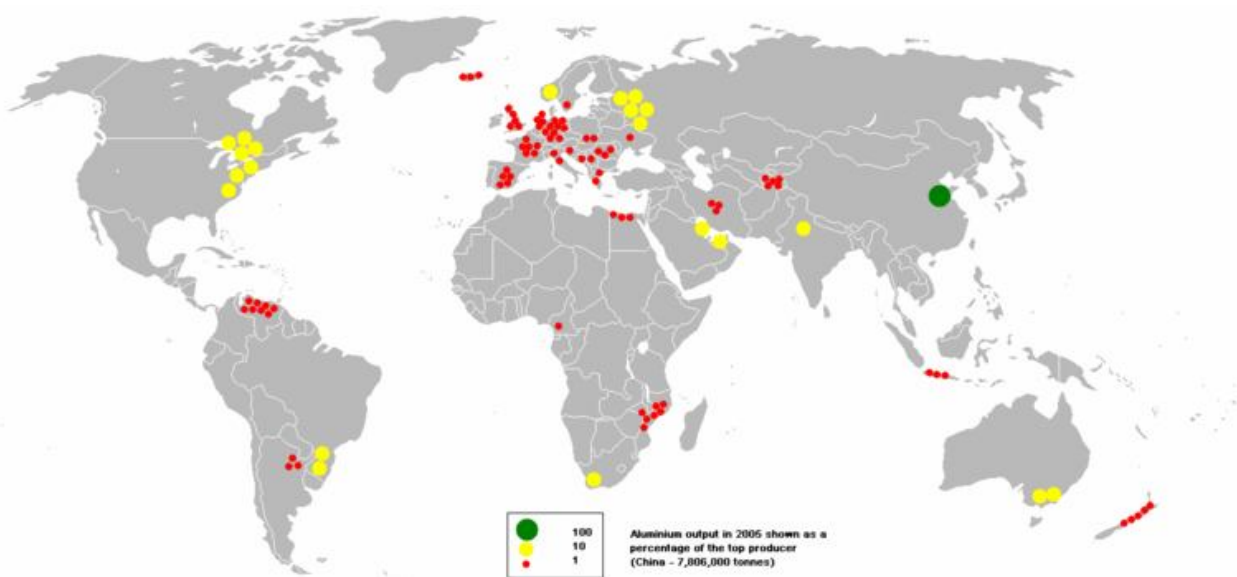 100 Aluminium output in 2005 shown as a
10 percentage of the top producer
1 (China - 7,806,000 tonnes)